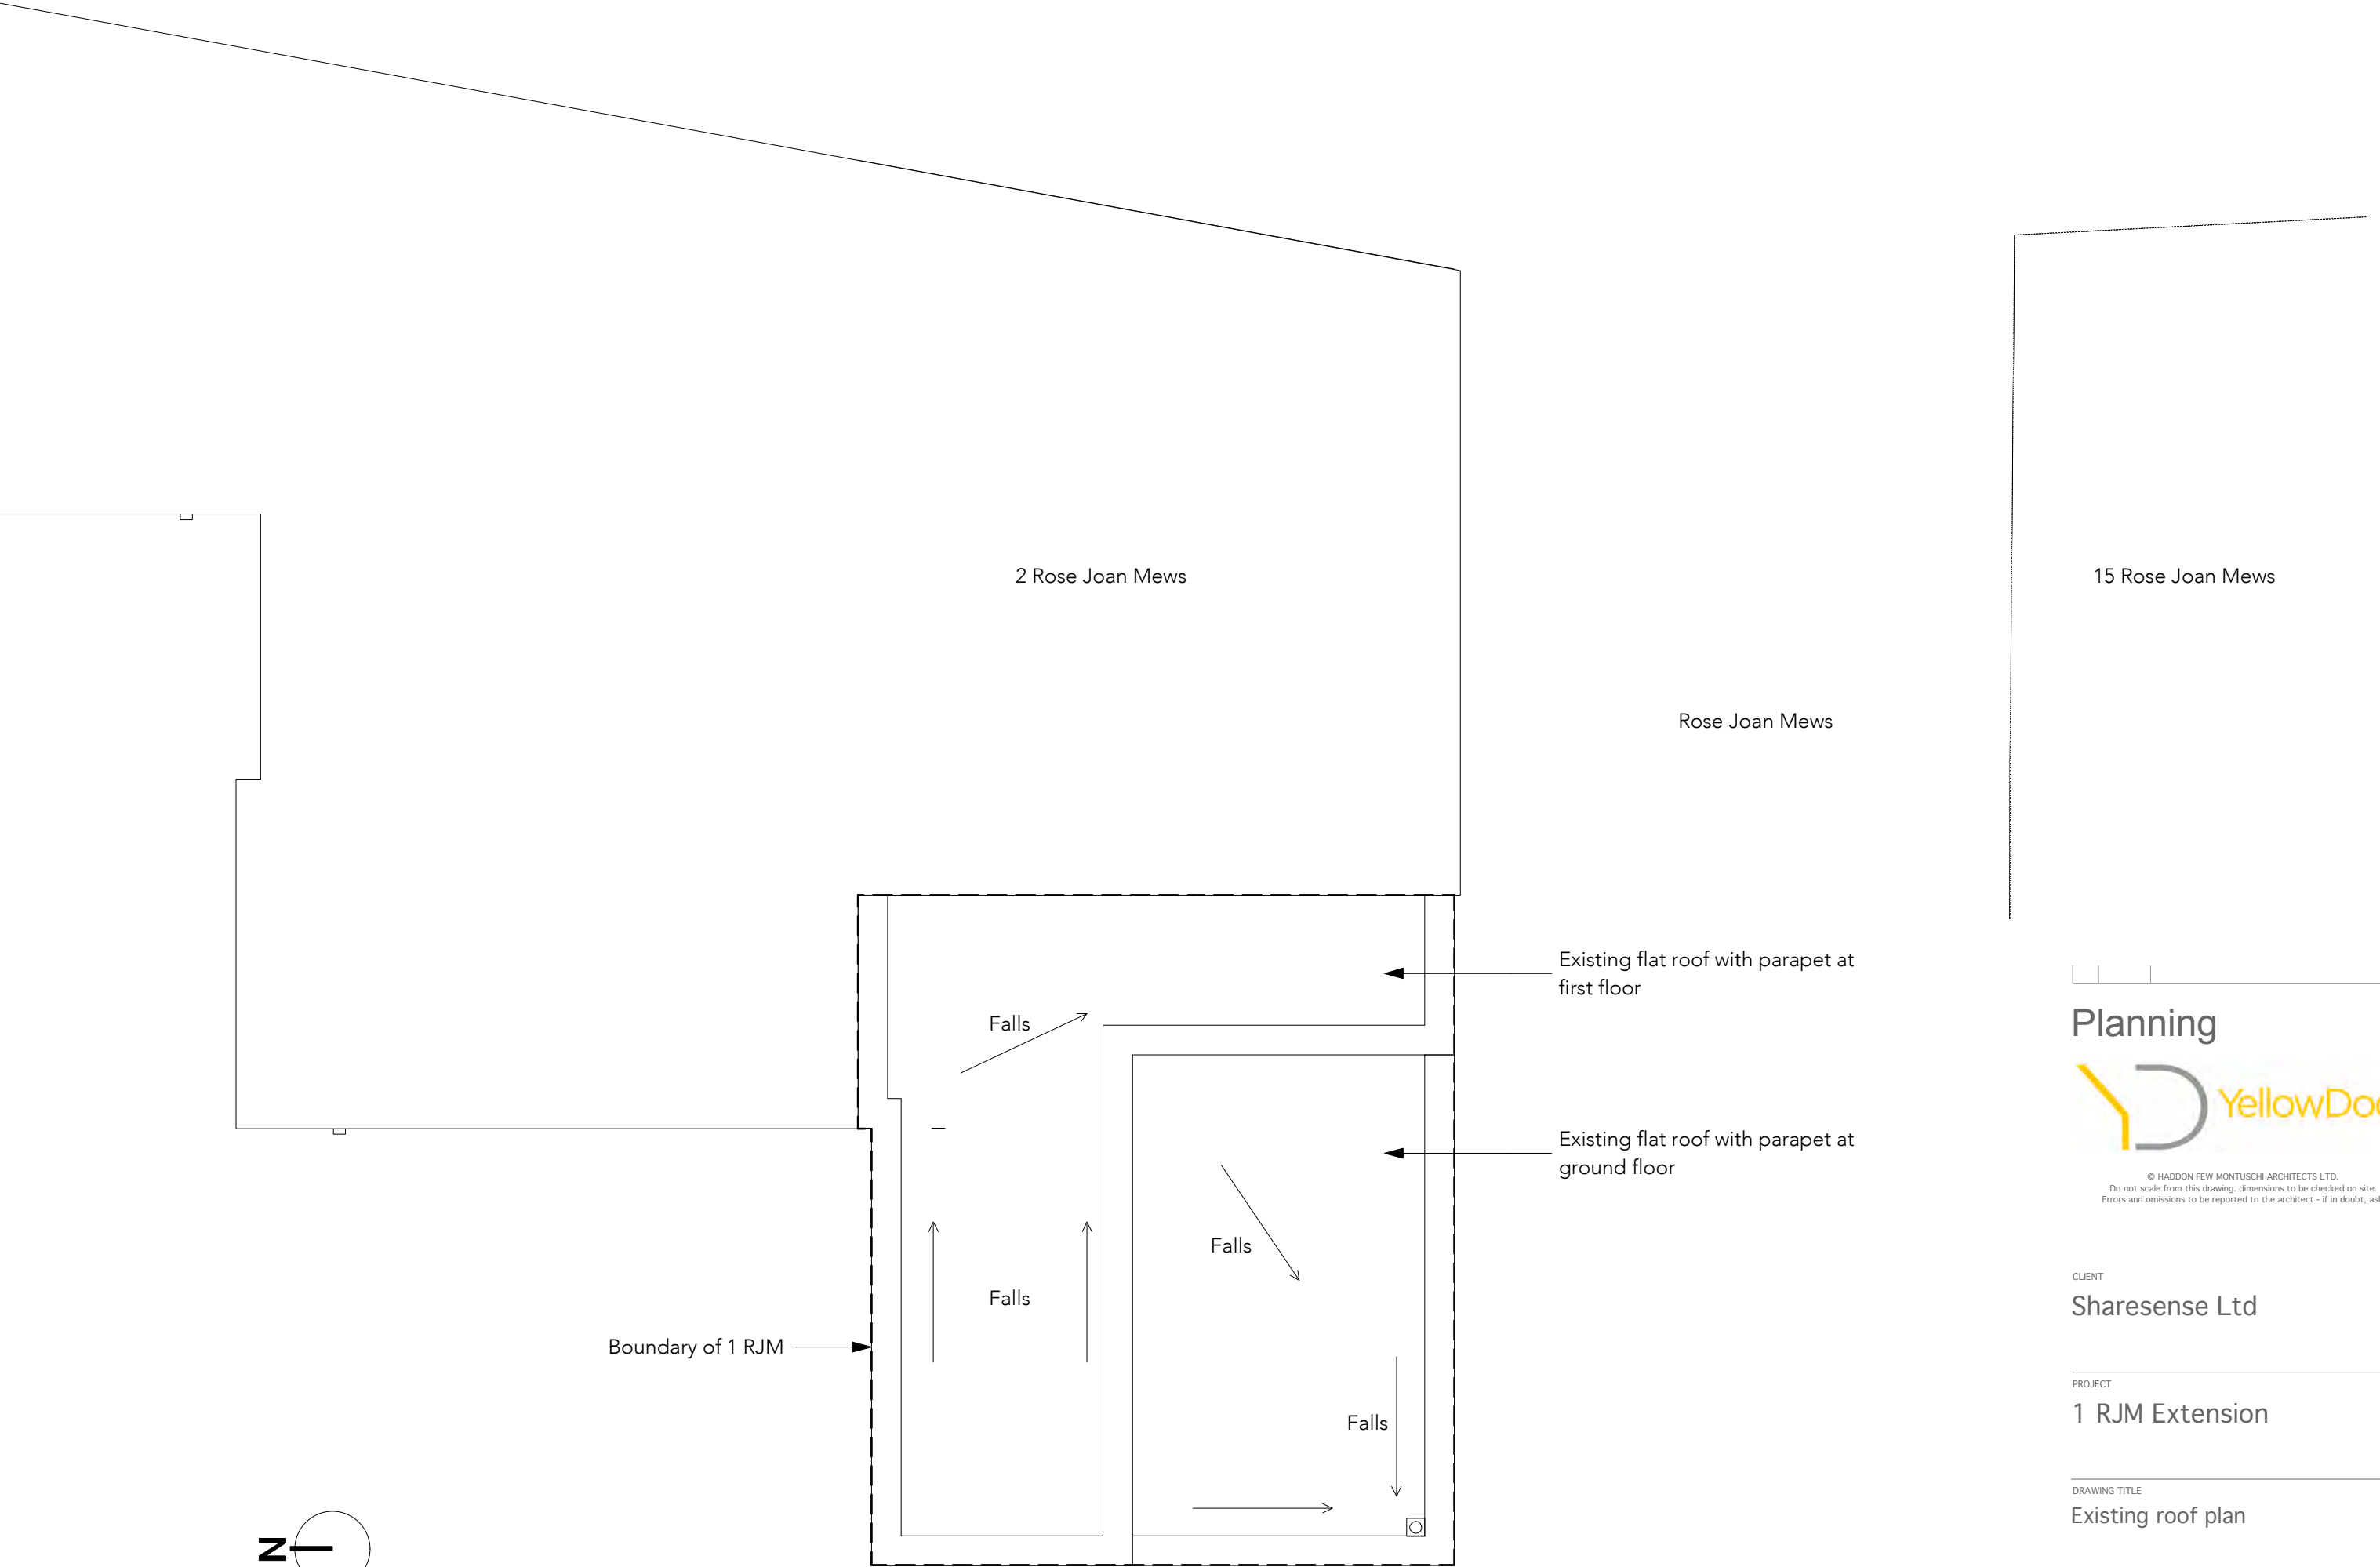 2 Rose Joan Mews
15 Rose Joan Mews
Rose Joan Mews
Existing flat roof with parapet at
first floor
Falls
Existing flat roof with parapet at
ground floor
Falls
Falls
Boundary of 1 RJM
Falls
N
Planning
YD YellowDoo
© HADDON FEW MONTUSCHI ARCHITECTS LTD.
Do not scale from this drawing. dimensions to be checked on site.
Errors and omissions to be reported to the architect - if in doubt, ask
CLIENT
Sharesense Ltd
PROJECT
1 RJM Extension
DRAWING TITLE
Existing roof plan